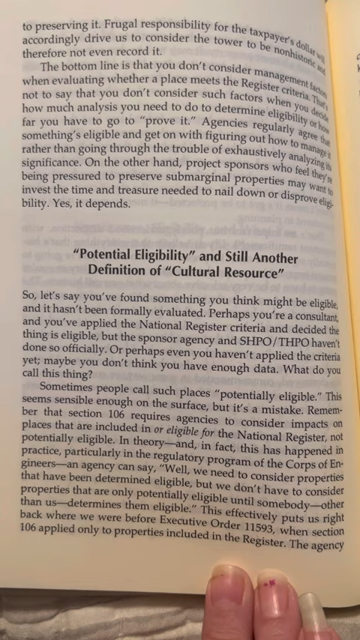 to preserving it. Frugal responsibility for the taxpayer's dollar
accordingly drive us to consider the tower to be nonhistoric and
therefore not even record it.
The bottom line is that you don't consider management factors
when evaluating whether a place meets the Register criteria. That's
not to say that you don't consider such factors when you decide
how much analysis you need to do to determine eligibility or how
far you have to go to "prove it." Agencies regularly agree that
something's eligible and get on with figuring out how to manage it
rather than going through the trouble of exhaustively analyzing its
significance. On the other hand, project sponsors who feel they're
being pressured to preserve submarginal properties may want to
invest the time and treasure needed to nail down or disprove eligi-
bility. Yes, it depends.
"Potential Eligibility" and Still Another
Definition of "Cultural Resource"
So, let's say you've found something you think might be eligible,
and it hasn't been formally evaluated. Perhaps you're a consultant,
and you've applied the National Register criteria and decided the
thing is eligible, but the sponsor agency and SHPO/THPO haven't
done so officially. Or perhaps even you haven't applied the criteria
yet; maybe you don't think you have enough data. What do you
call this thing?
Sometimes people call such places "potentially eligible." This
seems sensible enough on the surface, but it's a mistake. Remem-
ber that section 106 requires agencies to consider impacts on
places that are included in or eligible for the National Register, not
potentially eligible. In theory—and, in fact, this has happened in
practice, particularly in the regulatory program of the Corps of En-
gineers—an agency can say, "Well, we need to consider properties
that have been determined eligible, but we don't have to consider
properties that are only potentially eligible until somebody—other
than us—determines them eligible." This effectively puts us right
back where we were before Executive Order 11593, when section
106 applied only to properties included in the Register. The agency